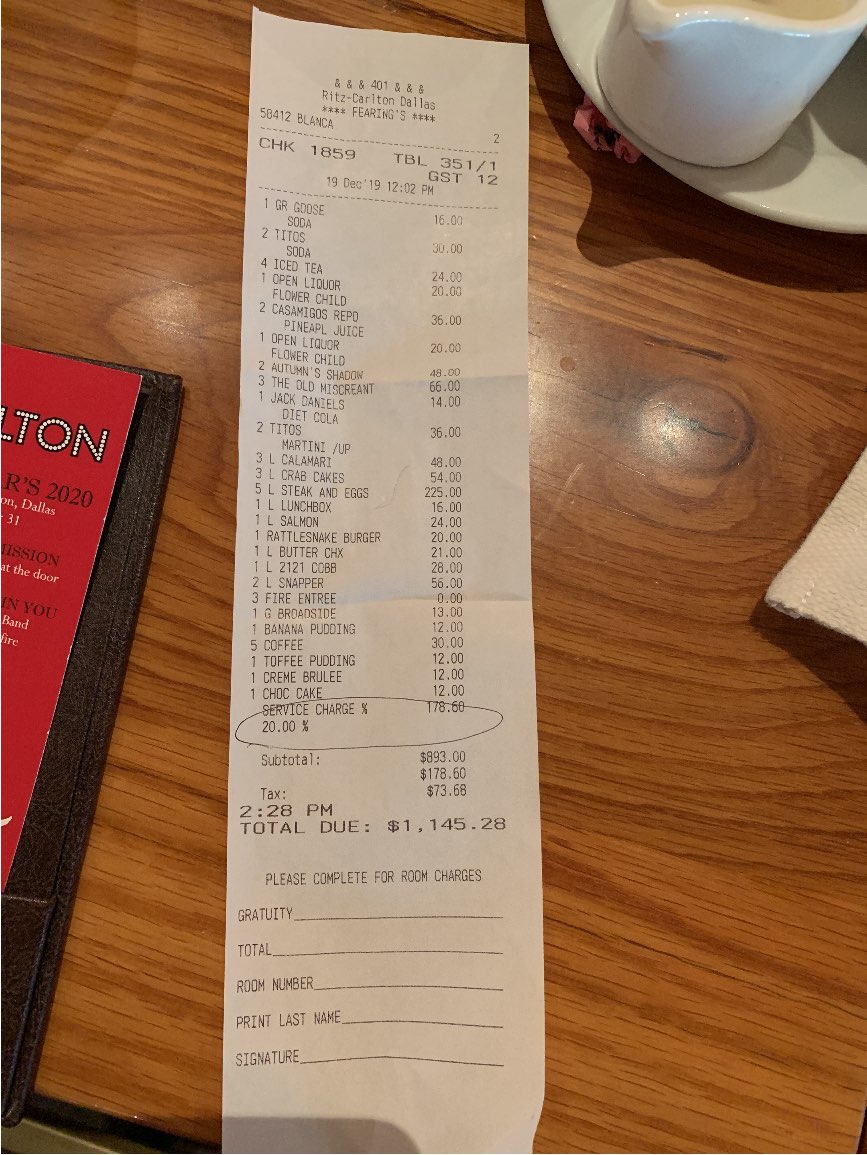 & & & 401 & & &
Ritz-Carlton Dallas
**** FEARING'S ****
58412 BLANCA 2
CHK 1859 TBL 351/1
GST 12
19 Dec'19 12:02 PM
1 GR GOOSE
SODA 16.00
2 TITOS
SODA 30.00
4 ICED TEA 24.00
1 OPEN LIQUOR 20.00
FLOWER CHILD
2 CASAMIGOS REPO 36.00
PINEAPL JUICE
1 OPEN LIQUOR 20.00
FLOWER CHILD
2 AUTUMN'S SHADOW 48.00
3 THE OLD MISCREANT 66.00
1 JACK DANIELS 14.00
DIET COLA
2 TITOS 36.00
MARTINI /UP
3 L CALAMARI 48.00
3 L CRAB CAKES 54.00
5 L STEAK AND EGGS 225.00
1 L LUNCHBOX 16.00
1 L SALMON 24.00
1 RATTLESNAKE BURGER 20.00
1 L BUTTER CHX 21.00
1 L 2121 COBB 28.00
2 L SNAPPER 56.00
3 FIRE ENTREE 0.00
1 G BROADSIDE 13.00
1 BANANA PUDDING 12.00
5 COFFEE 30.00
1 TOFFEE PUDDING 12.00
1 CREME BRULEE 12.00
1 CHOC CAKE 12.00
SERVICE CHARGE % 178.60
20.00 %
Subtotal: $893.00
$178.60
Tax: $73.68
2:28 PM
TOTAL DUE: $1,145.28
PLEASE COMPLETE FOR ROOM CHARGES
GRATUITY
TOTAL
ROOM NUMBER
PRINT LAST NAME
SIGNATURE
LTON
R'S 2020
on, Dallas
31
MISSION
at the door
IN YOU
Band
fire